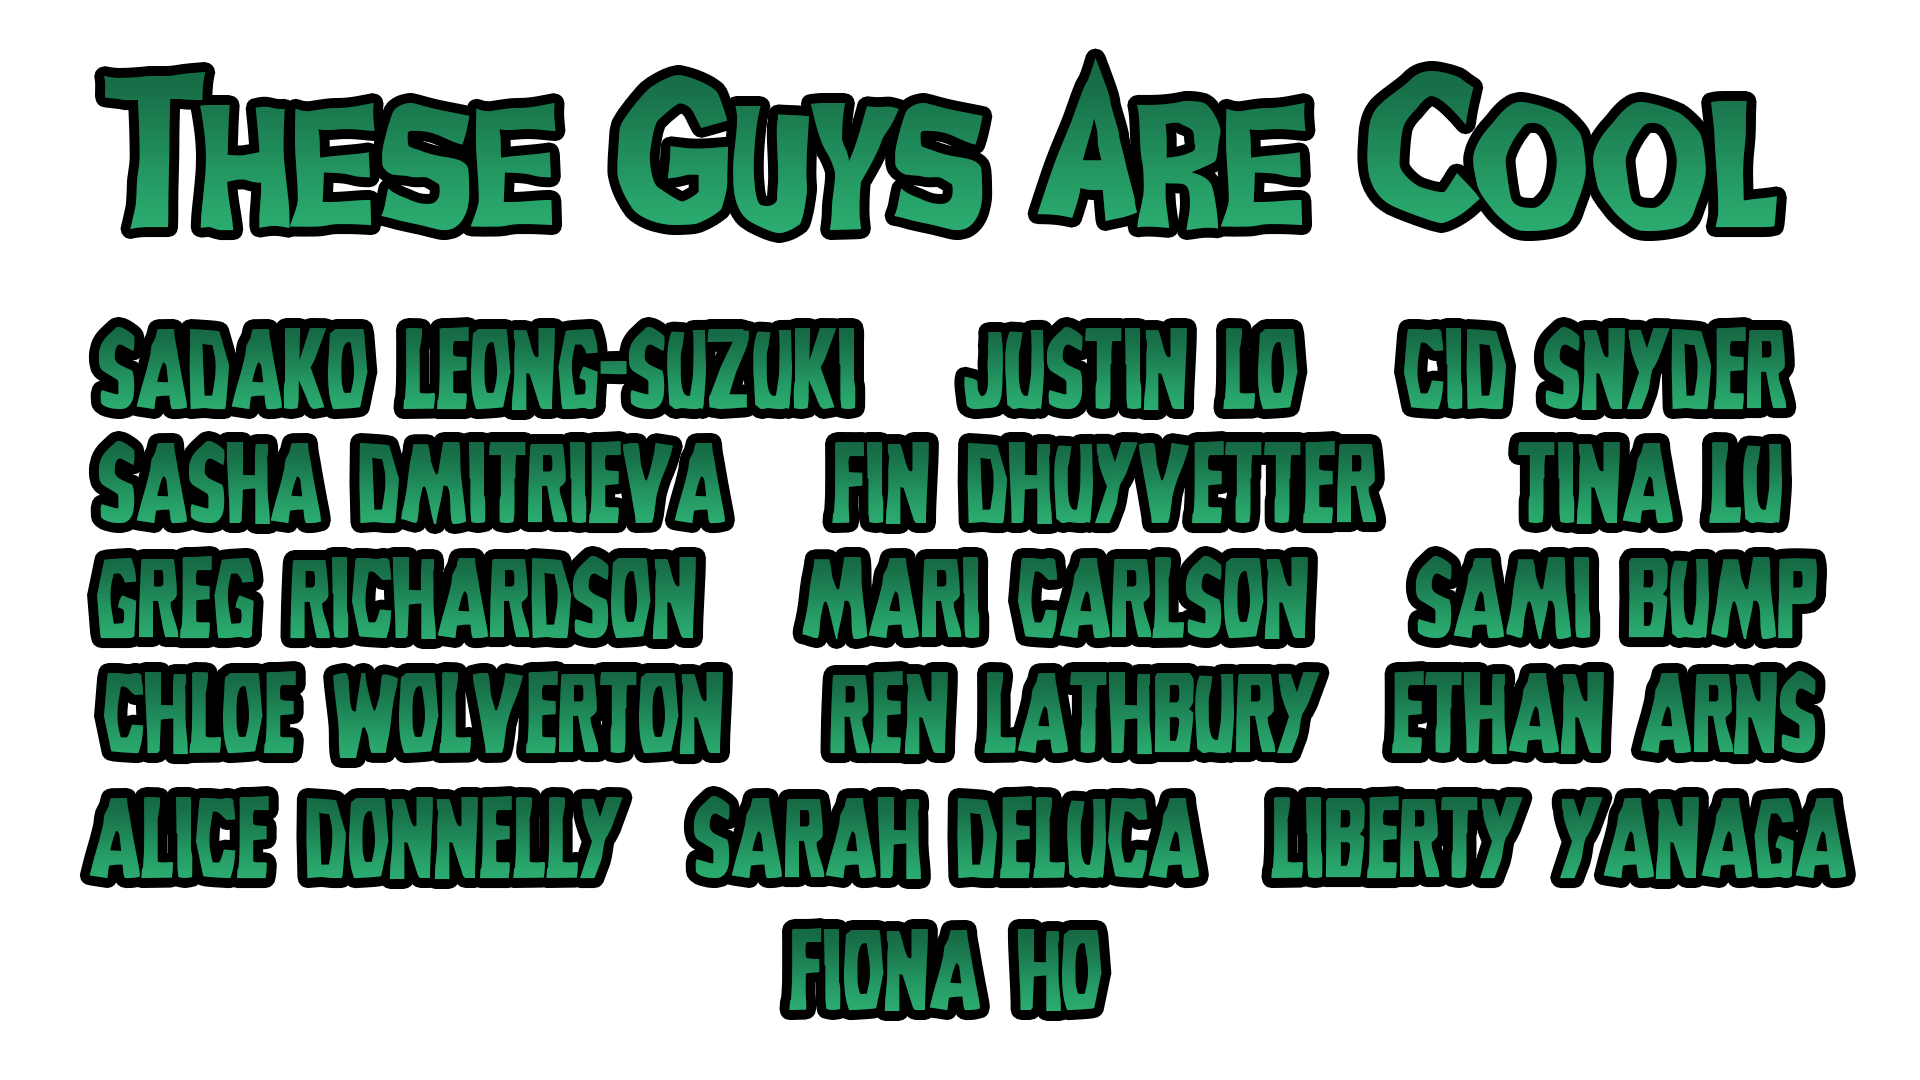 These Guys Are Cool
SADAKO LEONG-SUZUKI JUSTIN LO CID SNYDER
SASHA DMITRIEVA FIN DHUYVETTER TINA LU
GREG RICHARDSON MARI CARLSON SAMI BUMP
CHLOE WOLVERTON REN LATHBURY ETHAN ARNS
ALICE DONNELLY SARAH DELUCA LIBERTY YANAGA
FIONA HO